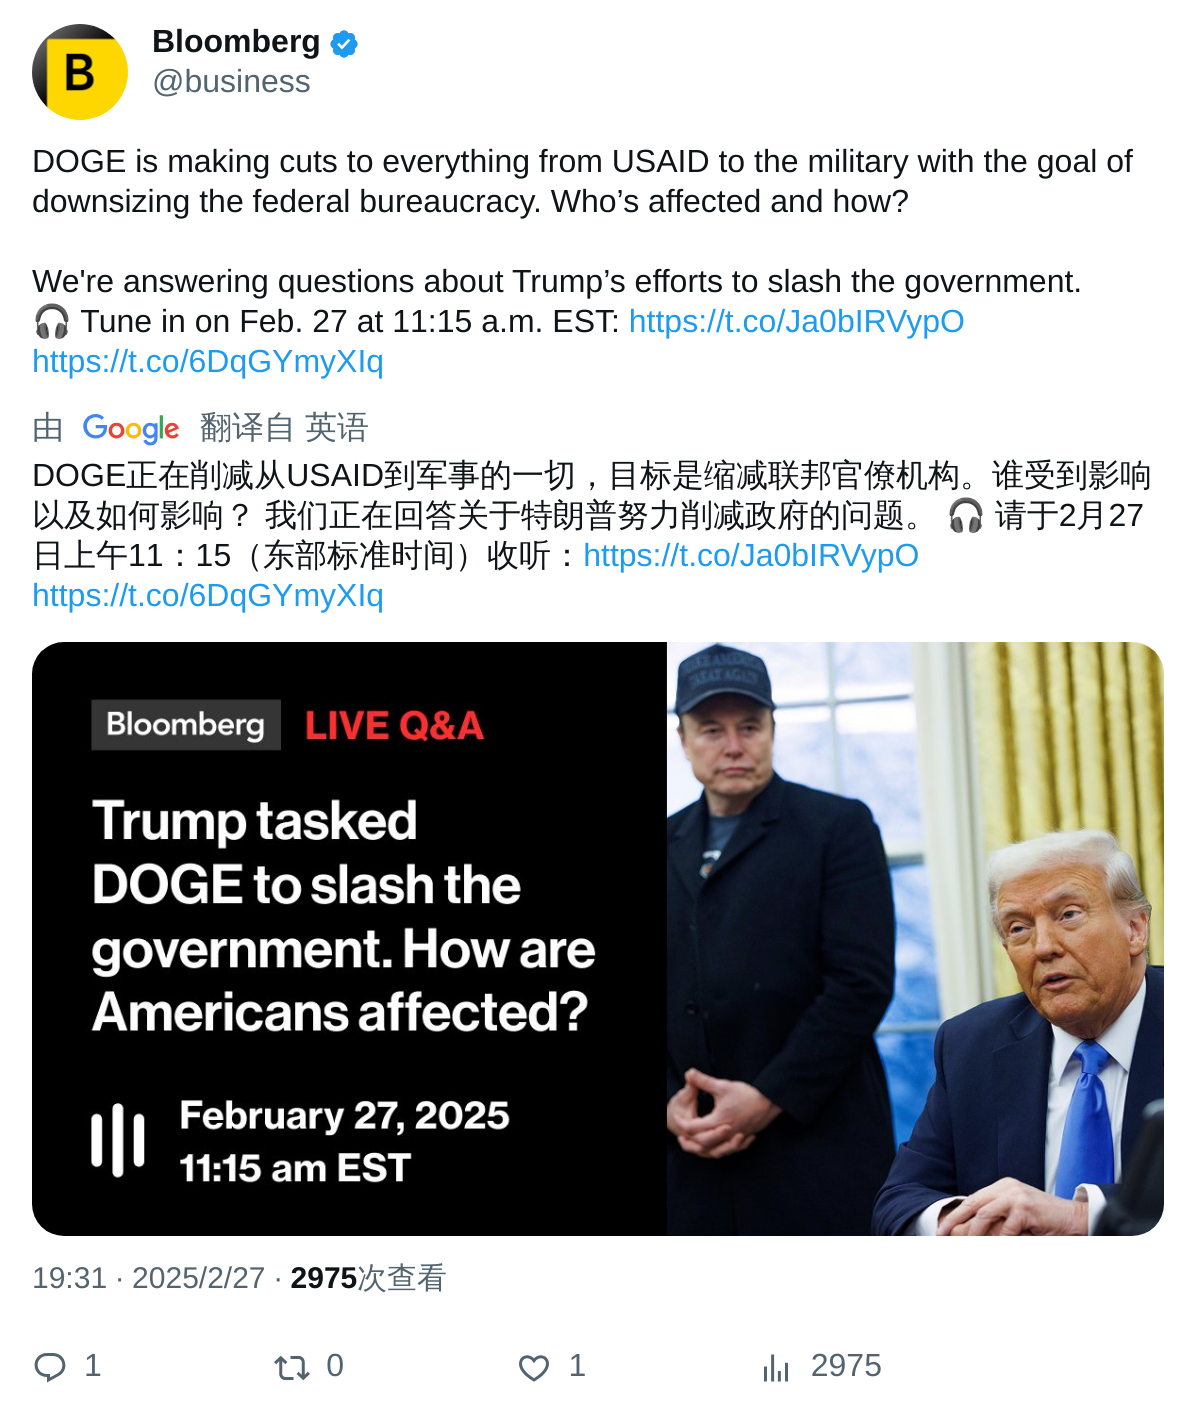 B
Bloomberg
@business
DOGE is making cuts to everything from USAID to the military with the goal of
downsizing the federal bureaucracy. Who’s affected and how?
We're answering questions about Trump’s efforts to slash the government.
🎧 Tune in on Feb. 27 at 11:15 a.m. EST: https://t.co/Ja0bIRVypO
https://t.co/6DqGYmyXIq
由 Google 翻译自 英语
DOGE正在削减从USAID到军事的一切，目标是缩减联邦官僚机构。谁受到影响
以及如何影响？ 我们正在回答关于特朗普努力削减政府的问题。 🎧 请于2月27
日上午11：15（东部标准时间）收听：https://t.co/Ja0bIRVypO
https://t.co/6DqGYmyXIq
MAKE AMERICA
GREAT AGAIN
Bloomberg LIVE Q&A
Trump tasked
DOGE to slash the
government. How are
Americans affected?
February 27, 2025
11:15 am EST
19:31 · 2025/2/27 · 2975次查看
1 0 1 2975